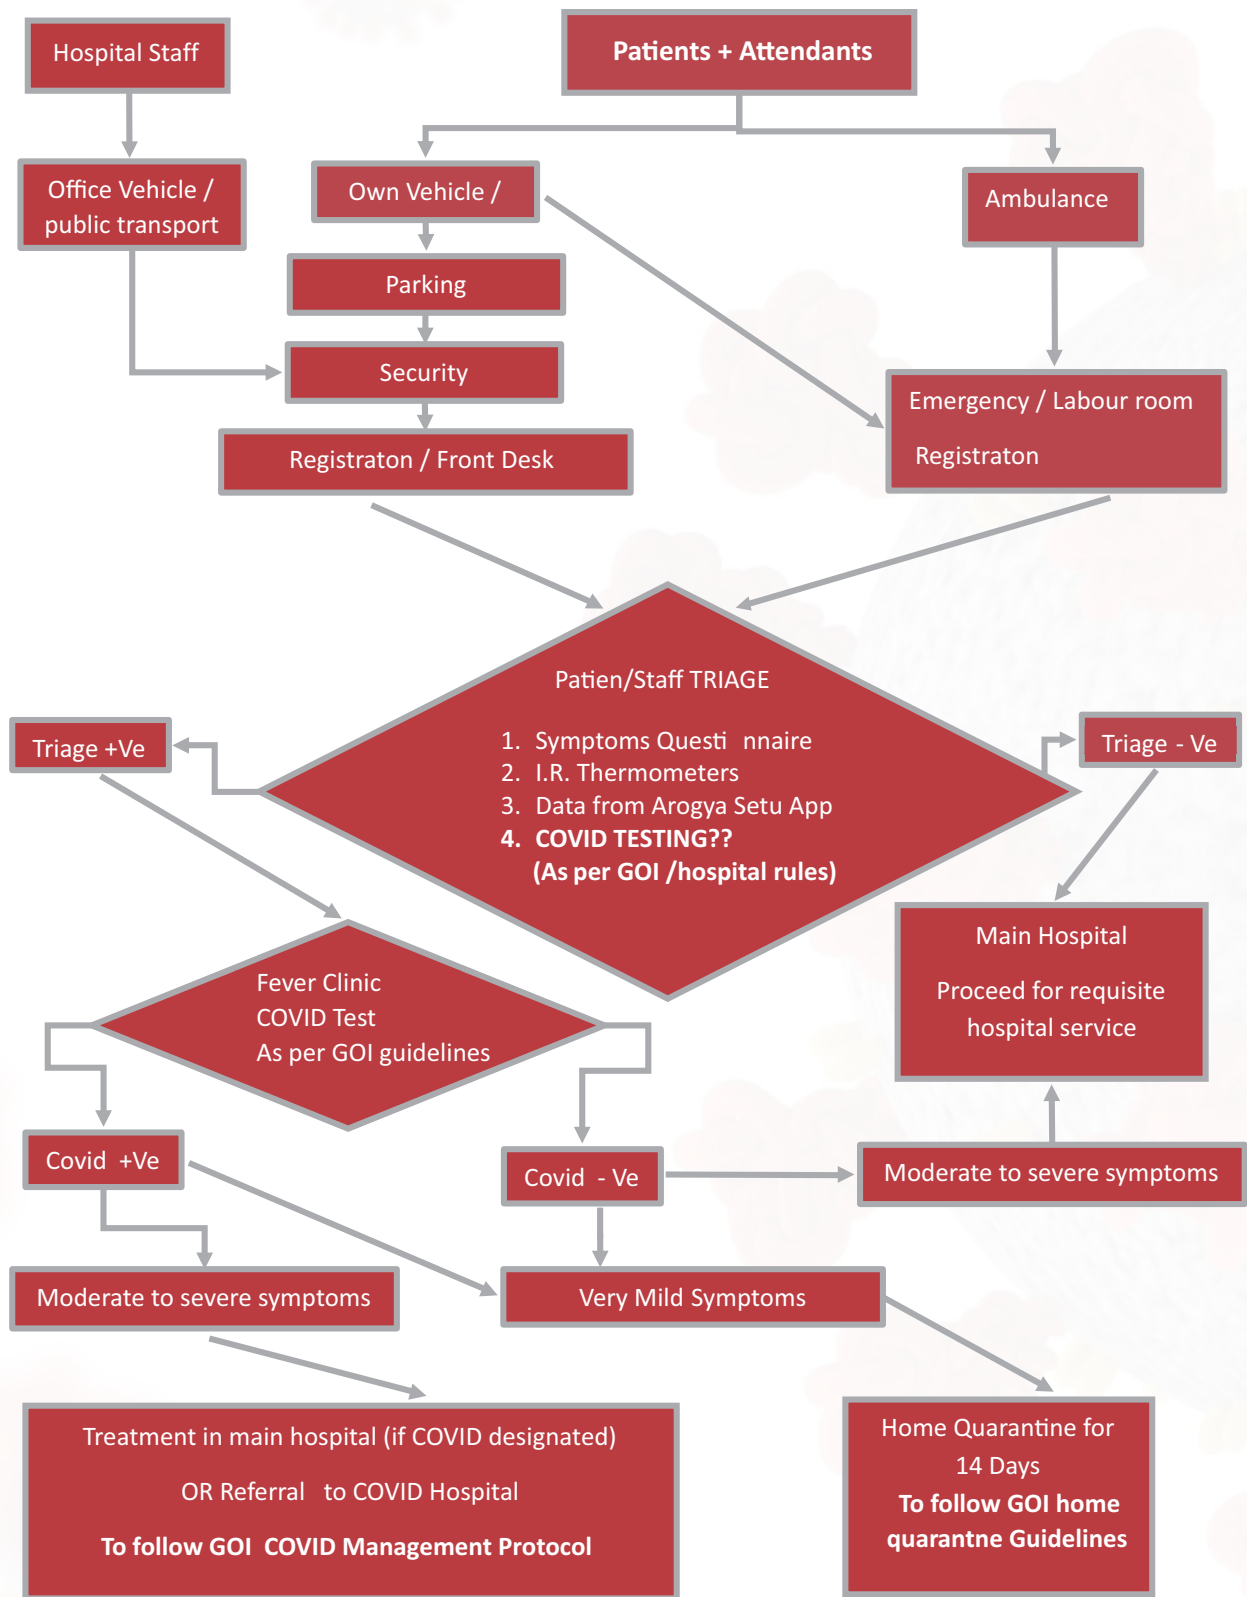 Hospital Staff
Patients + Attendants
Office Vehicle /
public transport
Own Vehicle /
Ambulance
Parking
Security
Emergency / Labour room
Registraton
Registraton / Front Desk
Patien/Staff TRIAGE
1. Symptoms Questi nnaire
2. I.R. Thermometers
3. Data from Arogya Setu App
4. COVID TESTING??
(As per GOI /hospital rules)
Triage +Ve
Triage - Ve
Main Hospital
Proceed for requisite
hospital service
Fever Clinic
COVID Test
As per GOI guidelines
Covid +Ve
Covid - Ve
Moderate to severe symptoms
Moderate to severe symptoms
Very Mild Symptoms
Treatment in main hospital (if COVID designated)
OR Referral to COVID Hospital
To follow GOI COVID Management Protocol
Home Quarantine for
14 Days
To follow GOI home
quarantne Guidelines